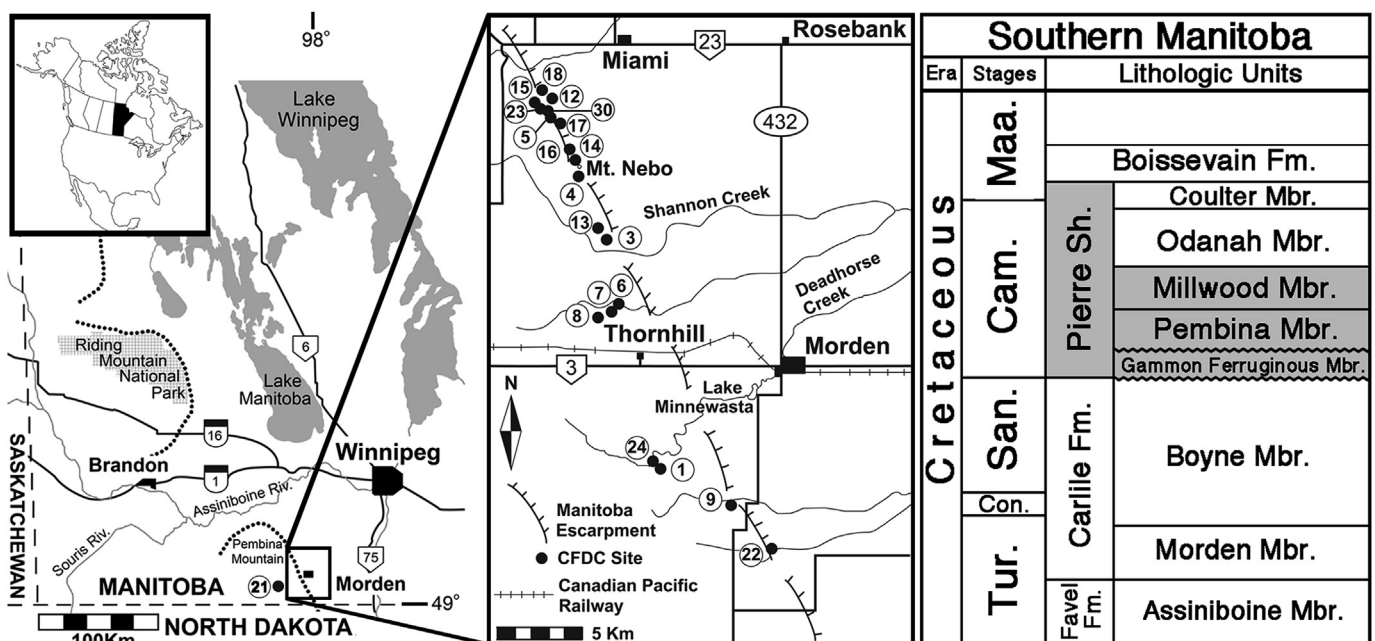 98°
Lake
Winnipeg
6
Riding
Mountain
National
Park
Lake
Manitoba
16
Brandon
1
Winnipeg
Assiniboine Riv.
Souris Riv.
SASKATCHEWAN
Pembina
Mountain
75
MANITOBA
21
Morden
49°
NORTH DAKOTA
100Km
Rosebank
23
Miami
18
15
12
23
30
432
5
17
16
14
Mt. Nebo
4
Shannon Creek
13
3
Deadhorse
Creek
7
6
8
Thornhill
Morden
3
Lake
Minnewasta
N
24
1
9
22
Manitoba
Escarpment
CFDC Site
Canadian Pacific
Railway
5 Km
Southern Manitoba
Era
Stages
Lithologic Units
Cretaceous
Maa.
Cam.
San.
Con.
Tur.
Pierre Sh.
Carlile Fm.
Favel
Fm.
Boissevain Fm.
Coulter Mbr.
Odanah Mbr.
Millwood Mbr.
Pembina Mbr.
Gammon Ferruginous Mbr.
Boyne Mbr.
Morden Mbr.
Assiniboine Mbr.